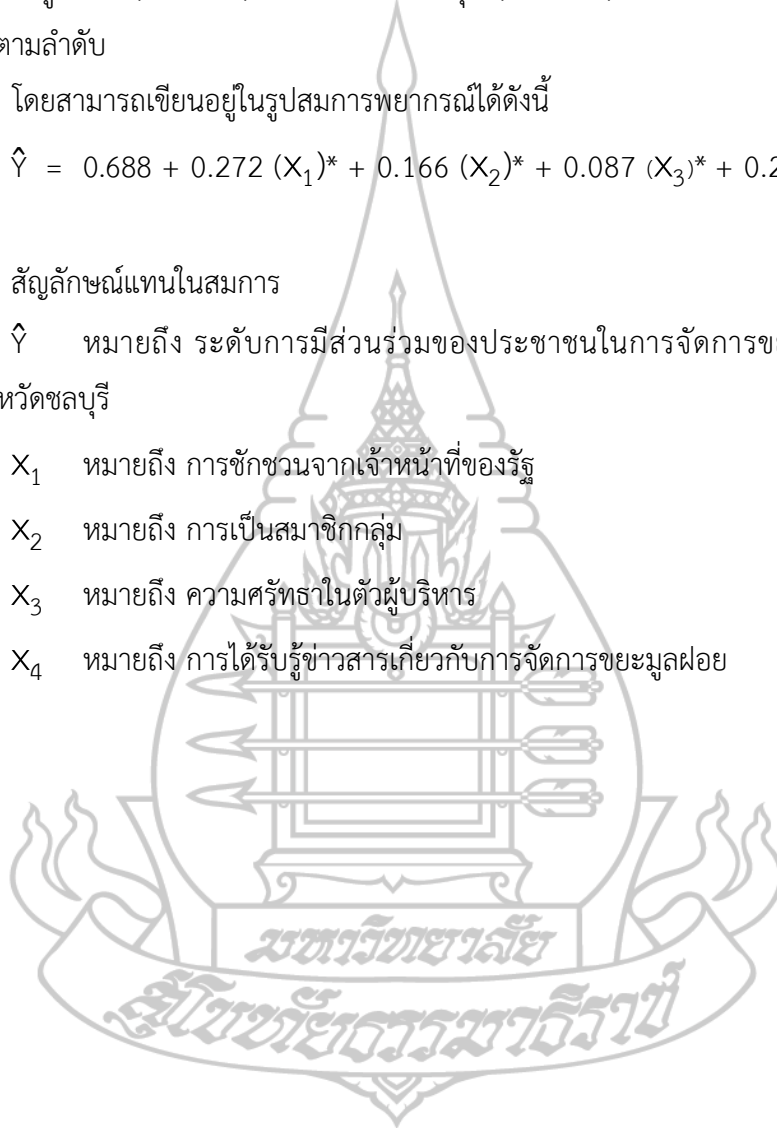 ตามลำดับ
โดยสามารถเขียนอยู่ในรูปสมการพยากรณ์ได้ดังนี้
Ŷ = 0.688 + 0.272 (X₁)* + 0.166 (X₂)* + 0.087 (X₃)* + 0.2
สัญลักษณ์แทนในสมการ
Ŷ หมายถึง ระดับการมีส่วนร่วมของประชาชนในการจัดการข
หวัดชลบุรี
X₁ หมายถึง การชักชวนจากเจ้าหน้าที่ของรัฐ
X₂ หมายถึง การเป็นสมาชิกกลุ่ม
X₃ หมายถึง ความศรัทธาในตัวผู้บริหาร
X₄ หมายถึง การได้รับรู้ข่าวสารเกี่ยวกับการจัดการขยะมูลฝอย
มหาวิทยาลัย
สุโขทัยธรรมาธิราช